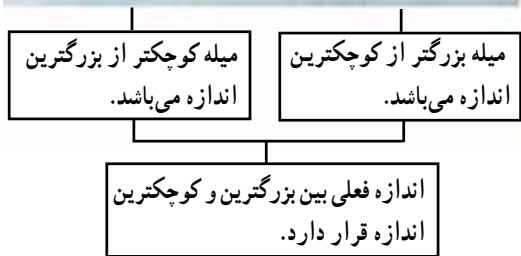 میله بزرگتر از کوچکترین
اندازه می‌باشد.
میله کوچکتر از بزرگترین
اندازه می‌باشد.
اندازه فعلی بین بزرگترین و کوچکترین
اندازه قرار دارد.